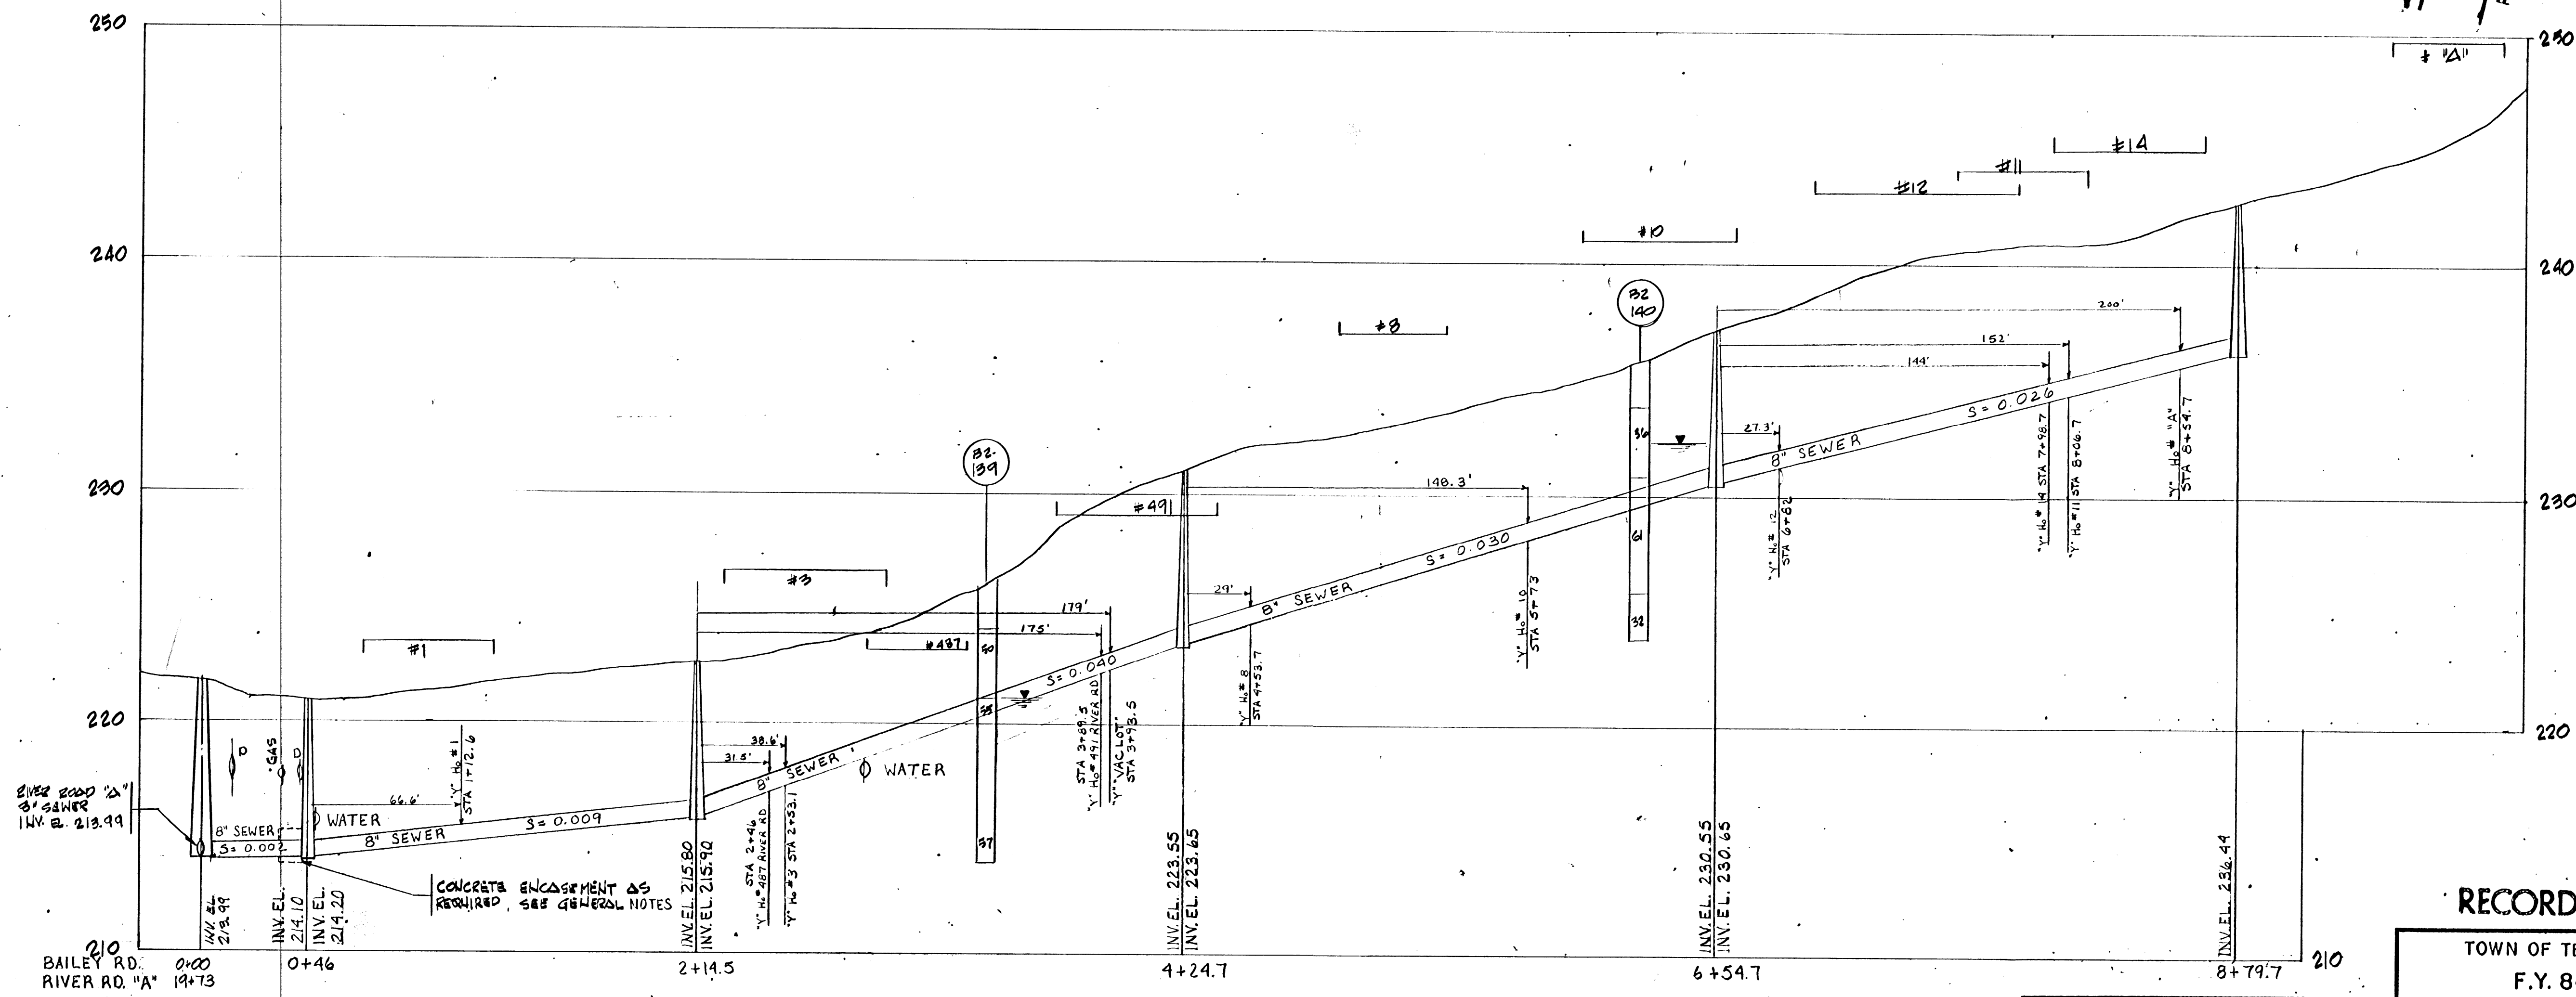 250
250
"A"
#14
#11
#12
#10
240
240
B2
140
#8
200'
152'
144'
S= 0.026
36
27.3'
8" SEWER
"Y" Ho# 14 STA 7+98.7
"Y" Ho#11 STA 8+06.7
"Y" Ho# "A"
STA 8+54.7
B2-
139
230
230
148.3'
#491
"Y" Ho# 12
STA 6+82
61
S= 0.030
29'
8" SEWER
"Y" Ho# 10
STA 5+73
32
#3
179'
175'
#1
#487
50
S= 0.040
"Y" Ho# 8
STA 4+53.7
220
220
35
STA 3+89.5
"Y" Ho# 491 RIVER RD
"Y" "VAC LOT"
STA 3+93.5
38.6'
31.5'
8" SEWER
WATER
D
GAS
D
"Y" Ho# 1
STA 1+12.6
66.6'
RIVER ROAD "A"
8" SEWER
INV. EL. 213.99
8" SEWER
S= 0.002
WATER
8" SEWER
S= 0.009
STA 2+46
"Y" Ho# 487 RIVER RD
"Y" Ho #3 STA 2+53.1
37
CONCRETE ENCASEMENT AS
REQUIRED, SEE GENERAL NOTES
INV. EL
213.99
INV. EL.
214.10
INV. EL.
214.20
INV. EL. 215.80
INV. EL. 215.90
INV. EL. 223.55
INV. EL. 223.65
INV. EL. 230.55
INV. EL. 230.65
INV. EL. 236.44
210
210
BAILEY RD. 0+00
0+46
2+14.5
4+24.7
6+54.7
8+79.7
RIVER RD. "A" 19+73
RECORD
TOWN OF TE
F.Y. 8